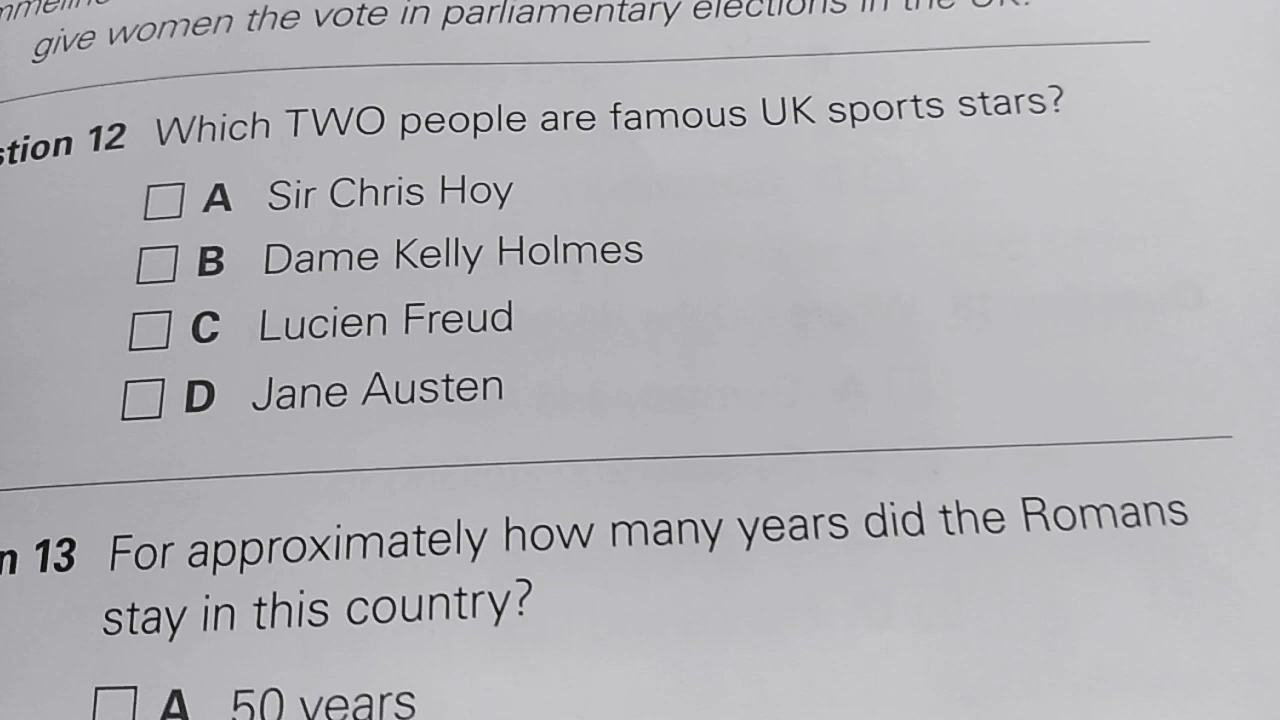 give women the vote in parliamentary elections in the UK.
stion 12 Which TWO people are famous UK sports stars?
A Sir Chris Hoy
B Dame Kelly Holmes
C Lucien Freud
D Jane Austen
n 13 For approximately how many years did the Romans
stay in this country?
A 50 years